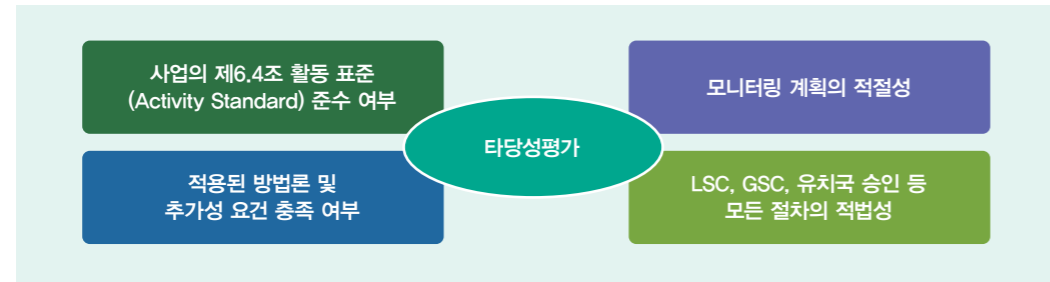 사업의 제6.4조 활동 표준
(Activity Standard) 준수 여부
모니터링 계획의 적절성
타당성평가
적용된 방법론 및
추가성 요건 충족 여부
LSC, GSC, 유치국 승인 등
모든 절차의 적법성